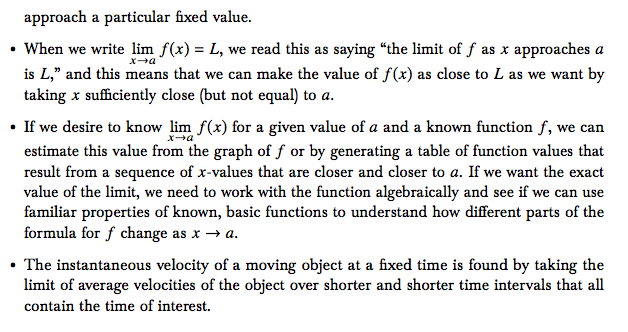 approach a particular fixed value.
• When we write lim f(x) = L, we read this as saying “the limit of f as x approaches a
x→a
is L,” and this means that we can make the value of f(x) as close to L as we want by
taking x sufficiently close (but not equal) to a.
• If we desire to know lim f(x) for a given value of a and a known function f, we can
x→a
estimate this value from the graph of f or by generating a table of function values that
result from a sequence of x-values that are closer and closer to a. If we want the exact
value of the limit, we need to work with the function algebraically and see if we can use
familiar properties of known, basic functions to understand how different parts of the
formula for f change as x → a.
• The instantaneous velocity of a moving object at a fixed time is found by taking the
limit of average velocities of the object over shorter and shorter time intervals that all
contain the time of interest.